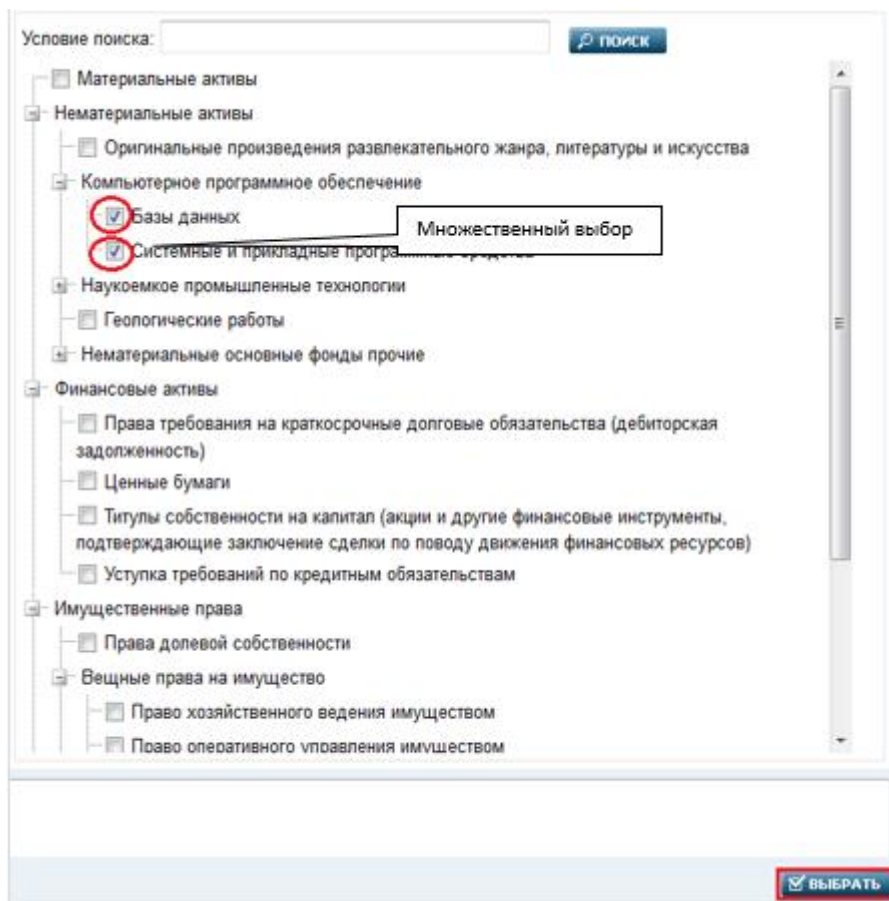 Условие поиска: ПОИСК
Материальные активы
Нематериальные активы
Оригинальные произведения развлекательного жанра, литературы и искусства
Компьютерное программное обеспечение
Базы данных
Множественный выбор
Системные и прикладные программные средства
Наукоемкое промышленные технологии
Геологические работы
Нематериальные основные фонды прочие
Финансовые активы
Права требования на краткосрочные долговые обязательства (дебиторская
задолженность)
Ценные бумаги
Титулы собственности на капитал (акции и другие финансовые инструменты,
подтверждающие заключение сделки по поводу движения финансовых ресурсов)
Уступка требований по кредитным обязательствам
Имущественные права
Права долевой собственности
Вещные права на имущество
Право хозяйственного ведения имуществом
Право оперативного управления имуществом
ВЫБРАТЬ